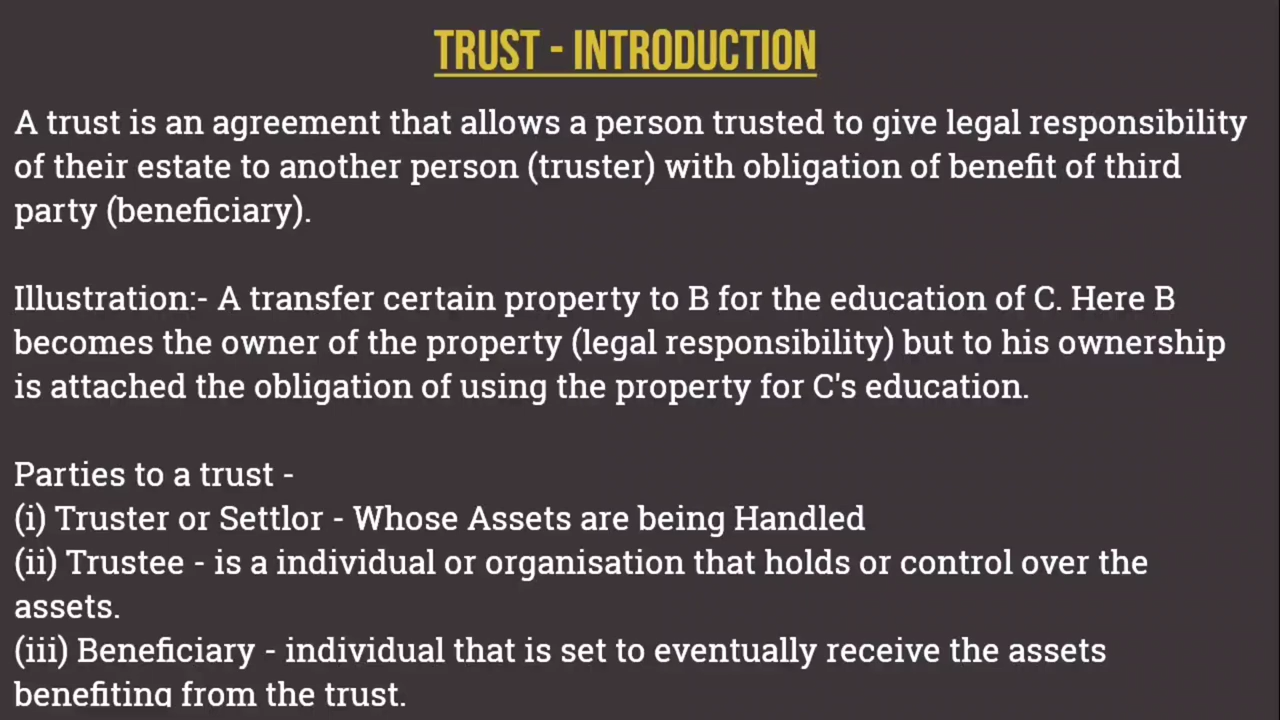 TRUST - INTRODUCTION
A trust is an agreement that allows a person trusted to give legal responsibility
of their estate to another person (truster) with obligation of benefit of third
party (beneficiary).
Illustration:- A transfer certain property to B for the education of C. Here B
becomes the owner of the property (legal responsibility) but to his ownership
is attached the obligation of using the property for C's education.
Parties to a trust -
(i) Truster or Settlor - Whose Assets are being Handled
(ii) Trustee - is a individual or organisation that holds or control over the
assets.
(iii) Beneficiary - individual that is set to eventually receive the assets
benefiting from the trust.